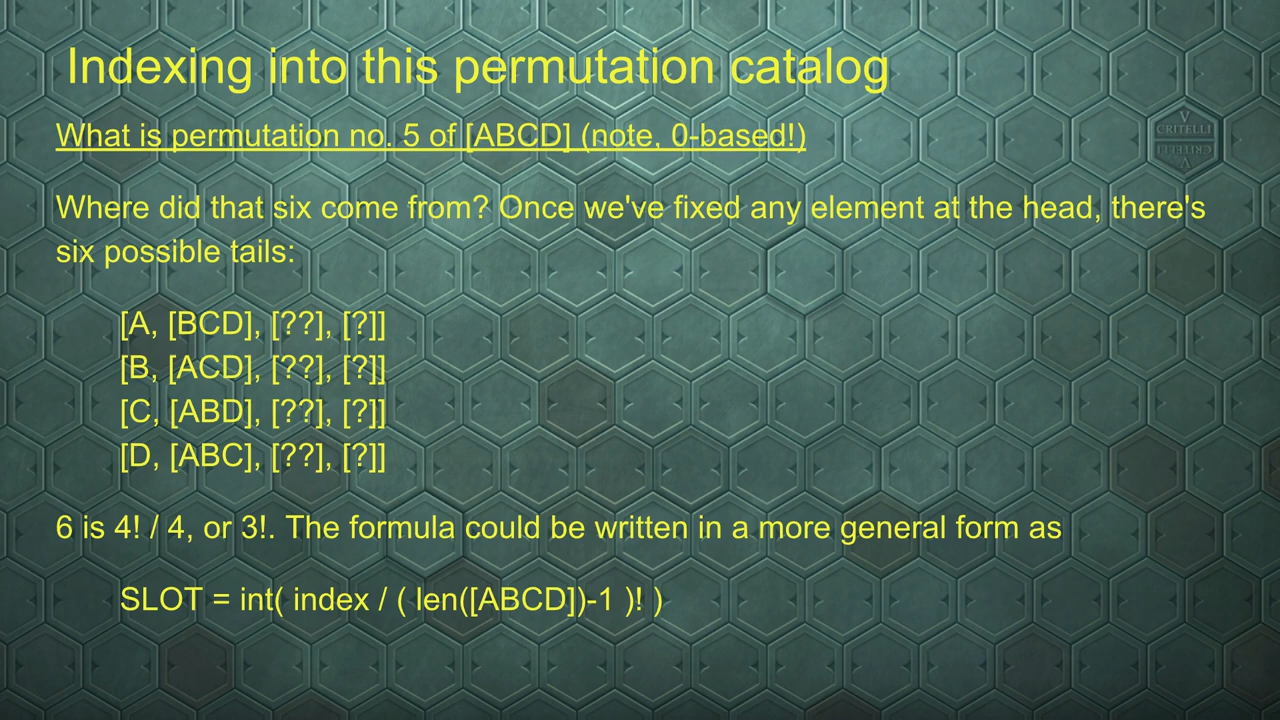 Indexing into this permutation catalog
What is permutation no. 5 of [ABCD] (note, 0-based!)
V
CRITELLI
CRITELLI
V
Where did that six come from? Once we've fixed any element at the head, there's
six possible tails:
[A, [BCD], [??], [?]]
[B, [ACD], [??], [?]]
[C, [ABD], [??], [?]]
[D, [ABC], [??], [?]]
6 is 4! / 4, or 3!. The formula could be written in a more general form as
SLOT = int( index / ( len([ABCD])-1 )! )